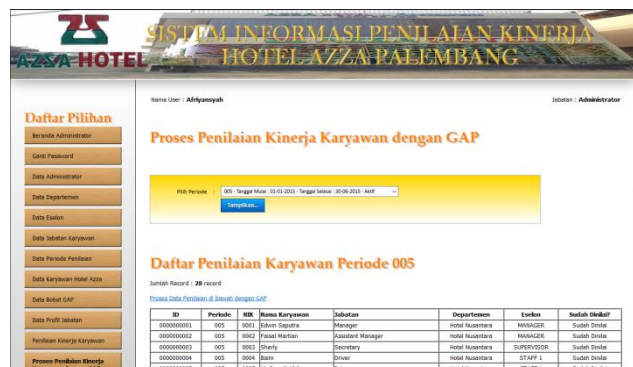 SISTEM INFORMASI PENILAIAN KINERJA
HOTEL AZZA PALEMBANG
AZZA HOTEL
Nama User : Afriyansyah
Jabatan : Administrator
Daftar Pilihan
Beranda Administrator
Ganti Password
Data Administrator
Data Departemen
Data Eselon
Data Jabatan Karyawan
Data Periode Penilaian
Data Karyawan Hotel Azza
Data Bobot GAP
Data Profil Jabatan
Penilaian Kinerja Karyawan
Proses Penilaian Kinerja
Proses Penilaian Kinerja Karyawan dengan GAP
Pilih Periode : 005 - Tanggal Mulai : 01-01-2015 - Tanggal Selesai : 30-06-2015 - Aktif
Tampilkan...
Daftar Penilaian Karyawan Periode 005
Jumlah Record : 28 record
Proses Data Penilaian di bawah dengan GAP
ID Periode NIK Nama Karyawan Jabatan Departemen Eselon Sudah Dinilai?
0000000001 005 0001 Edwin Saputra Manager Hotel Nusantara MANAGER Sudah Dinilai
0000000002 005 0002 Faisal Martian Assistant Manager Hotel Nusantara MANAGER Sudah Dinilai
0000000003 005 0003 Sherly Secretary Hotel Nusantara SUPERVISOR Sudah Dinilai
0000000004 005 0004 Baim Driver Hotel Nusantara STAFF 1 Sudah Dinilai